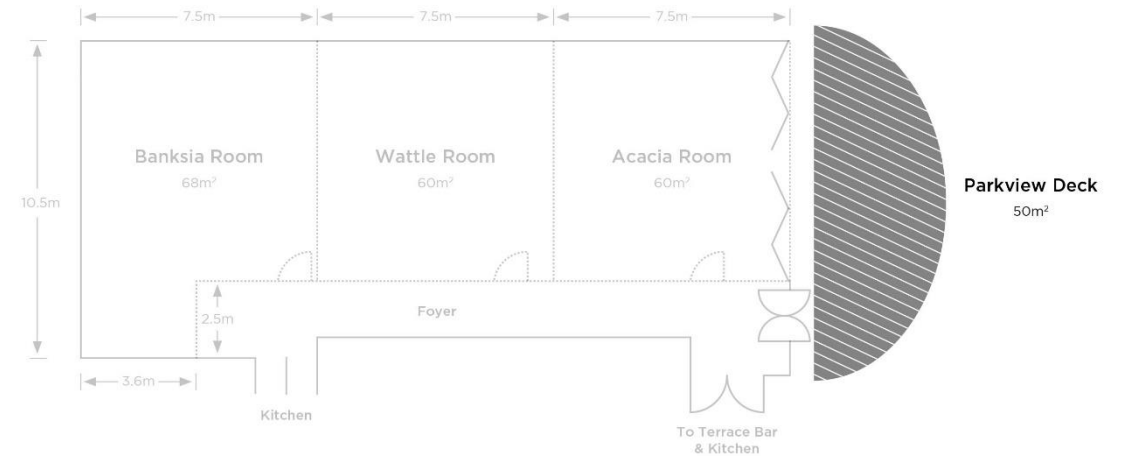 7.5m
7.5m
7.5m
Banksia Room
68m²
Wattle Room
60m²
Acacia Room
60m²
Parkview Deck
50m²
10.5m
2.5m
Foyer
3.6m
Kitchen
To Terrace Bar
& Kitchen